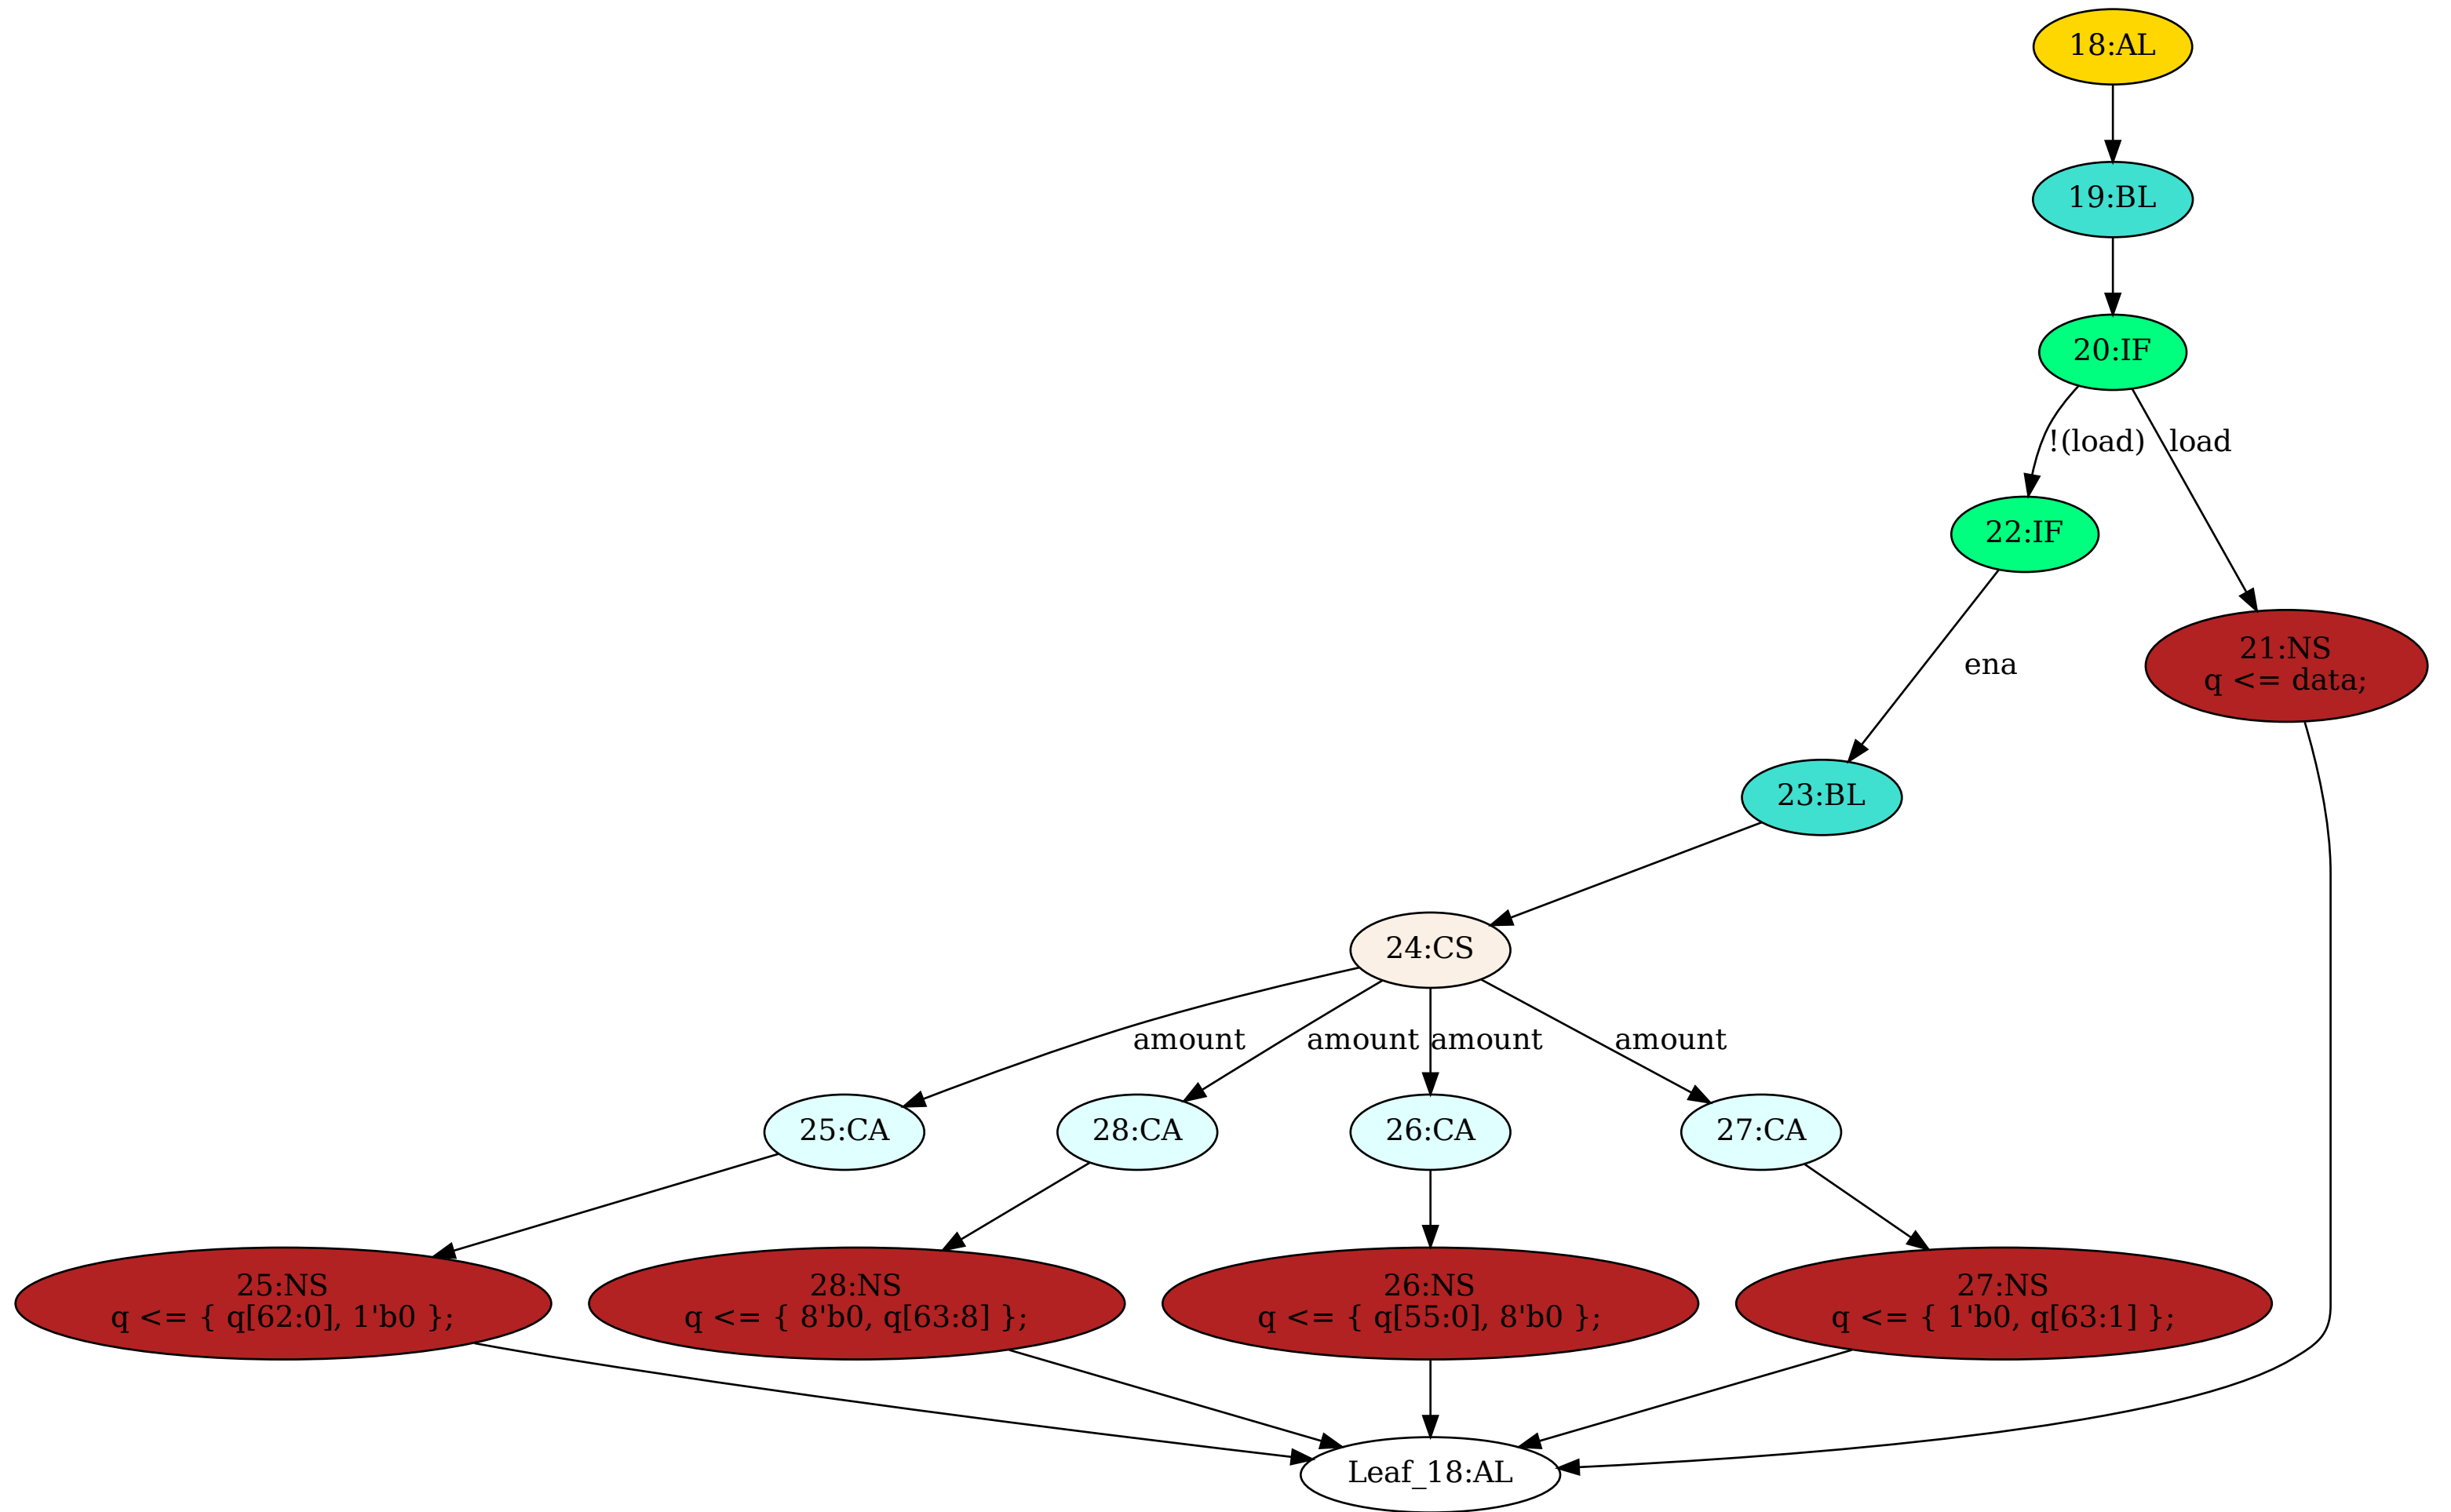 18:AL
19:BL
20:IF
!(load)
load
22:IF
21:NS
q <= data;
ena
23:BL
24:CS
amount
amount
amount
amount
25:CA
28:CA
26:CA
27:CA
25:NS
q <= { q[62:0], 1'b0 };
28:NS
q <= { 8'b0, q[63:8] };
26:NS
q <= { q[55:0], 8'b0 };
27:NS
q <= { 1'b0, q[63:1] };
Leaf_18:AL